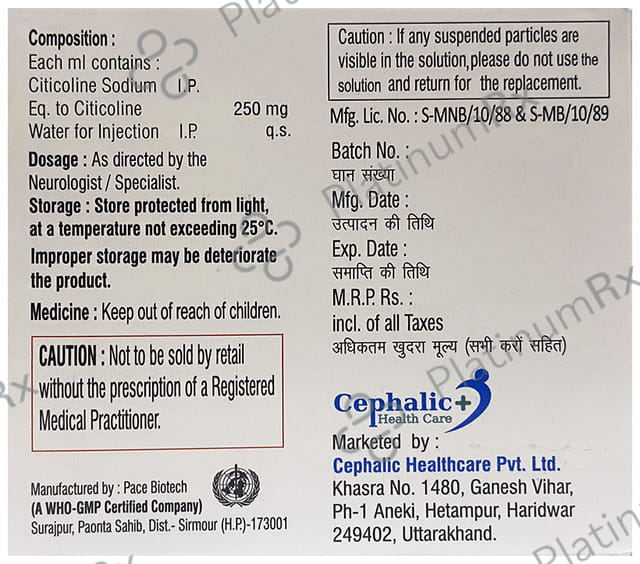 Composition :
Each ml contains :
Citicoline Sodium I.P.
Eq. to Citicoline 250 mg
Water for Injection I.P. q.s.
Dosage : As directed by the
Neurologist / Specialist.
Storage : Store protected from light,
at a temperature not exceeding 25°C.
Improper storage may be deteriorate
the product.
Medicine : Keep out of reach of children.
CAUTION : Not to be sold by retail
without the prescription of a Registered
Medical Practitioner.
Manufactured by : Pace Biotech
(A WHO-GMP Certified Company)
Surajpur, Paonta Sahib, Dist.- Sirmour (H.P.)-173001
Caution : If any suspended particles are
visible in the solution,please do not use the
solution and return for the replacement.
Mfg. Lic. No. : S-MNB/10/88 & S-MB/10/89
Batch No. :
घान संख्या
Mfg. Date :
उत्पादन की तिथि
Exp. Date :
समाप्ति की तिथि
M.R.P. Rs. :
incl. of all Taxes
अधिकतम खुदरा मूल्य (सभी करों सहित)
Cephalic+
Health Care
Marketed by :
Cephalic Healthcare Pvt. Ltd.
Khasra No. 1480, Ganesh Vihar,
Ph-1 Aneki, Hetampur, Haridwar
249402, Uttarakhand.
PlatinumRx
PlatinumRx
PlatinumRx
Rx
Platin